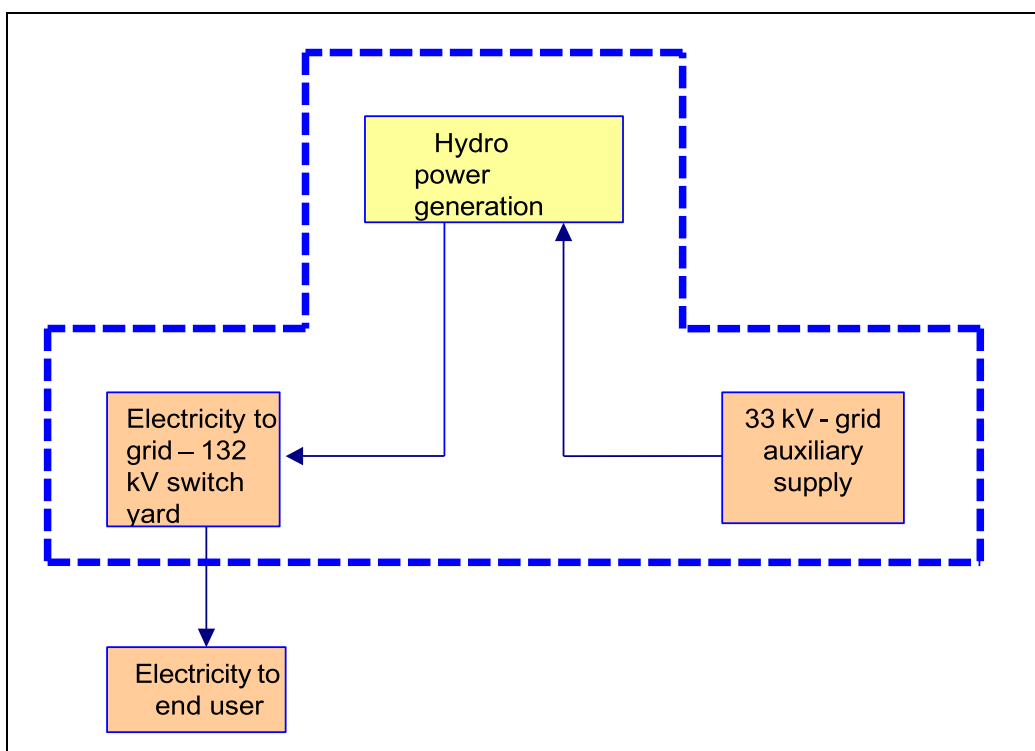 Hydro
power
generation
Electricity to
grid – 132
kV switch
yard
33 kV - grid
auxiliary
supply
Electricity to
end user